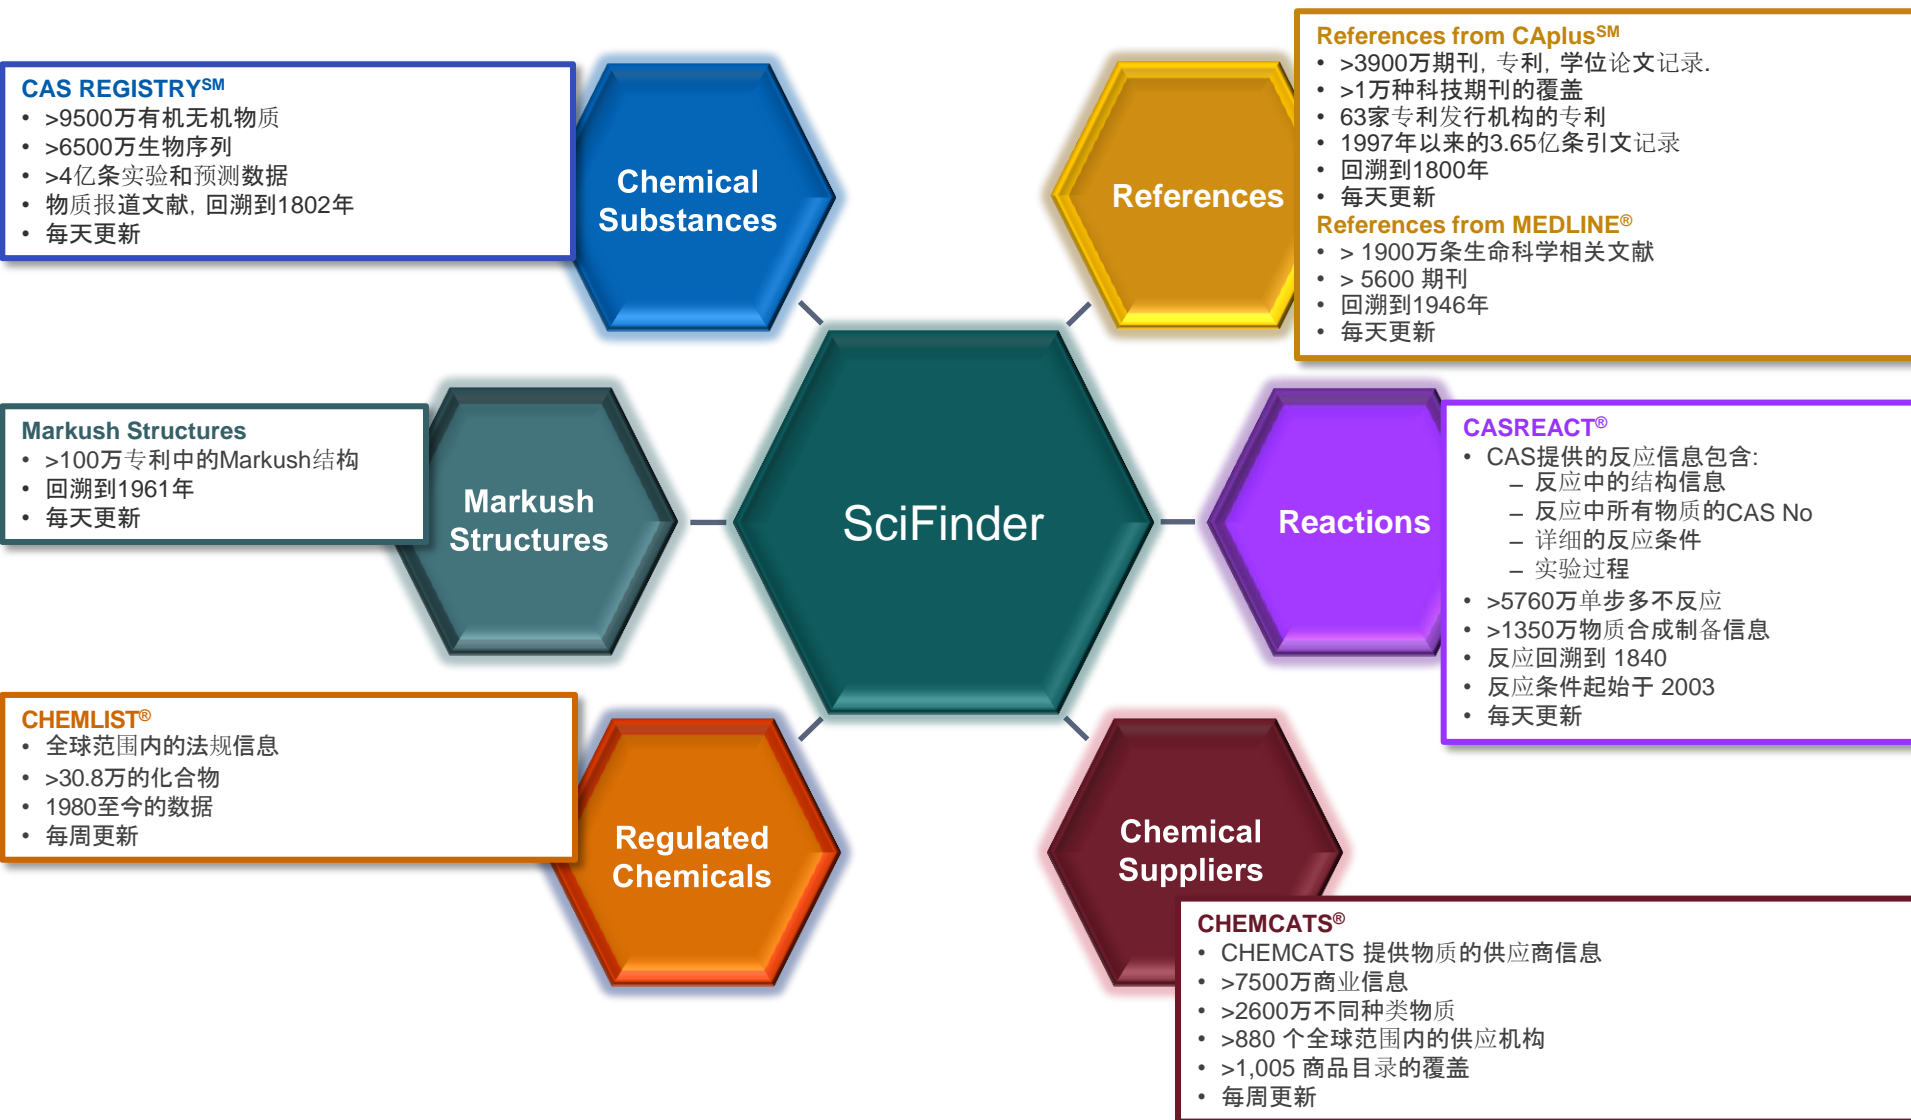 CAS REGISTRYSM
• >9500万有机无机物质
• >6500万生物序列
• >4亿条实验和预测数据
• 物质报道文献, 回溯到1802年
• 每天更新
Chemical
Substances
References
References from CAplusSM
• >3900万期刊, 专利, 学位论文记录.
• >1万种科技期刊的覆盖
• 63家专利发行机构的专利
• 1997年以来的3.65亿条引文记录
• 回溯到1800年
• 每天更新
References from MEDLINE®
• > 1900万条生命科学相关文献
• > 5600 期刊
• 回溯到1946年
• 每天更新
Markush Structures
• >100万专利中的Markush结构
• 回溯到1961年
• 每天更新
Markush
Structures
SciFinder
Reactions
CASREACT®
• CAS提供的反应信息包含:
– 反应中的结构信息
– 反应中所有物质的CAS No
– 详细的反应条件
– 实验过程
• >5760万单步多不反应
• >1350万物质合成制备信息
• 反应回溯到 1840
• 反应条件起始于 2003
• 每天更新
CHEMLIST®
• 全球范围内的法规信息
• >30.8万的化合物
• 1980至今的数据
• 每周更新
Regulated
Chemicals
Chemical
Suppliers
CHEMCATS®
• CHEMCATS 提供物质的供应商信息
• >7500万商业信息
• >2600万不同种类物质
• >880 个全球范围内的供应机构
• >1,005 商品目录的覆盖
• 每周更新